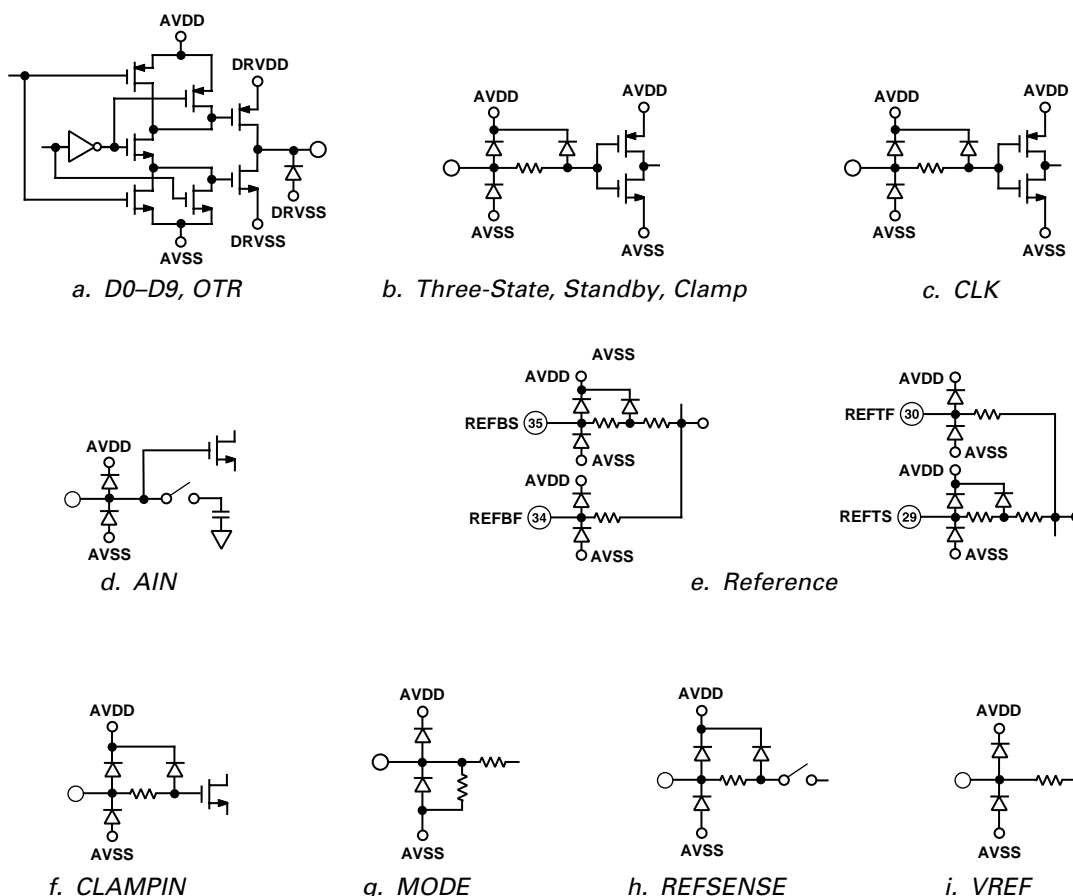 AVDD
DRVDD
AVSS
DRVSS
DRVSS
a. D0–D9, OTR
AVDD
AVDD
AVSS
AVSS
b. Three-State, Standby, Clamp
AVDD
AVDD
AVSS
AVSS
c. CLK
AVDD
AVSS
d. AIN
AVSS
AVDD
REFBS 35
AVSS
AVDD
REFBF 34
AVSS
AVDD
REFTF 30
AVSS
AVDD
REFTS 29
AVSS
e. Reference
AVDD
AVSS
f. CLAMPIN
AVDD
AVSS
g. MODE
AVDD
AVSS
h. REFSENSE
AVDD
AVSS
i. VREF